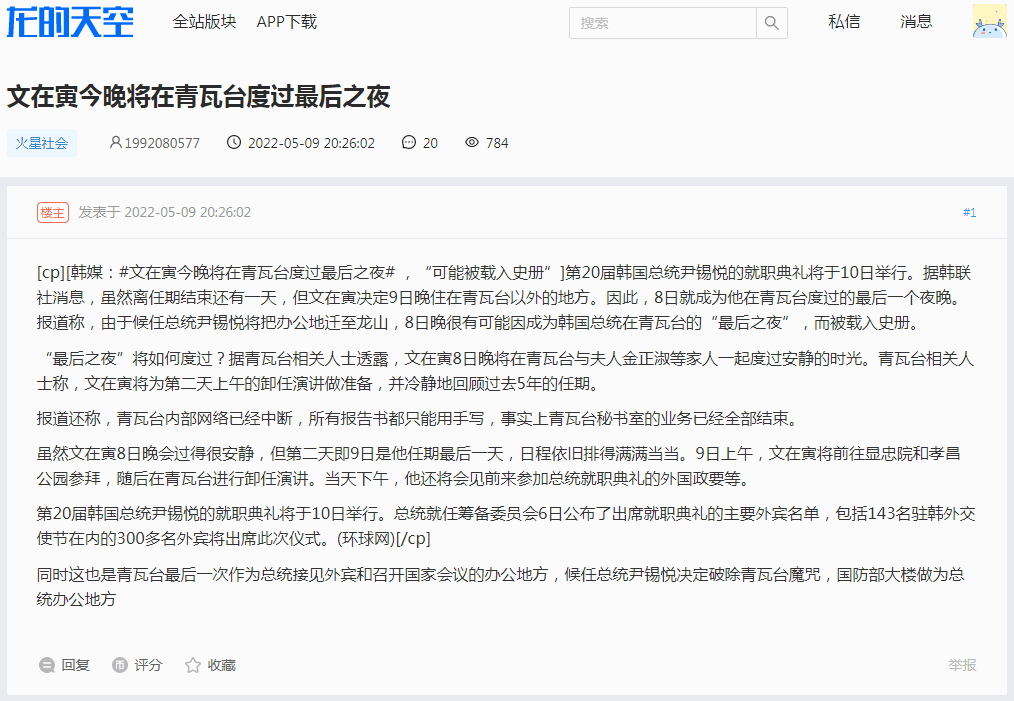 龙的天空 全站版块 APP下载 搜索 私信 消息
文在寅今晚将在青瓦台度过最后之夜
火星社会 1992080577 2022-05-09 20:26:02 20 784
楼主 发表于 2022-05-09 20:26:02 #1
[cp][韩媒：#文在寅今晚将在青瓦台度过最后之夜# ，“可能被载入史册”]第20届韩国总统尹锡悦的就职典礼将于10日举行。据韩联
社消息，虽然离任期结束还有一天，但文在寅决定9日晚住在青瓦台以外的地方。因此，8日就成为他在青瓦台度过的最后一个夜晚。
报道称，由于候任总统尹锡悦将把办公地迁至龙山，8日晚很有可能因成为韩国总统在青瓦台的“最后之夜”，而被载入史册。
“最后之夜”将如何度过？据青瓦台相关人士透露，文在寅8日晚将在青瓦台与夫人金正淑等家人一起度过安静的时光。青瓦台相关人
士称，文在寅将为第二天上午的卸任演讲做准备，并冷静地回顾过去5年的任期。
报道还称，青瓦台内部网络已经中断，所有报告书都只能用手写，事实上青瓦台秘书室的业务已经全部结束。
虽然文在寅8日晚会过得很安静，但第二天即9日是他任期最后一天，日程依旧排得满满当当。9日上午，文在寅将前往显忠院和孝昌
公园参拜，随后在青瓦台进行卸任演讲。当天下午，他还将会见前来参加总统就职典礼的外国政要等。
第20届韩国总统尹锡悦的就职典礼将于10日举行。总统就任筹备委员会6日公布了出席就职典礼的主要外宾名单，包括143名驻韩外交
使节在内的300多名外宾将出席此次仪式。(环球网)[/cp]
同时这也是青瓦台最后一次作为总统接见外宾和召开国家会议的办公地方，候任总统尹锡悦决定破除青瓦台魔咒，国防部大楼做为总
统办公地方
回复 评分 收藏 举报